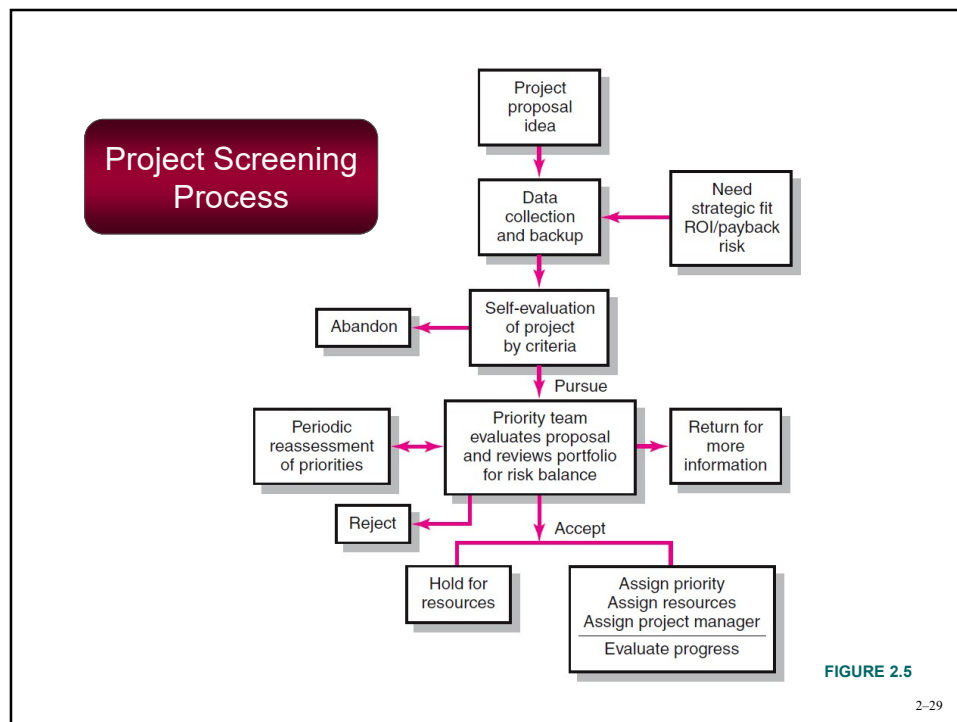 Project Screening
Process
Project
proposal
idea
Data
collection
and backup
Need
strategic fit
ROI/payback
risk
Self-evaluation
of project
by criteria
Abandon
Pursue
Periodic
reassessment
of priorities
Priority team
evaluates proposal
and reviews portfolio
for risk balance
Return for
more
information
Reject
Accept
Hold for
resources
Assign priority
Assign resources
Assign project manager
Evaluate progress
FIGURE 2.5
2–29